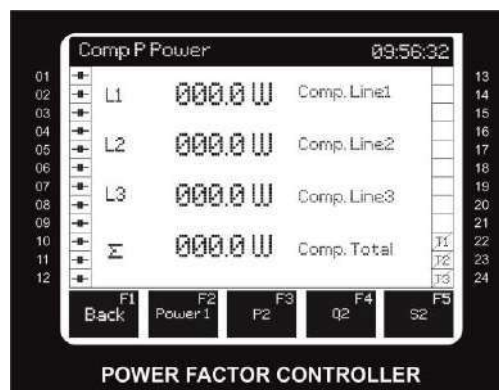 Comp P Power 09:56:32
01 13
02 L1 000.0 W Comp. Line1 14
03 15
04 16
05 L2 000.0 W Comp. Line2 17
06 18
07 19
08 L3 000.0 W Comp. Line3 20
09 21
10 Σ 000.0 W Comp. Total T1 22
11 T2 23
12 T3 24
F1 F2 F3 F4 F5
Back Power 1 P2 Q2 S2
POWER FACTOR CONTROLLER